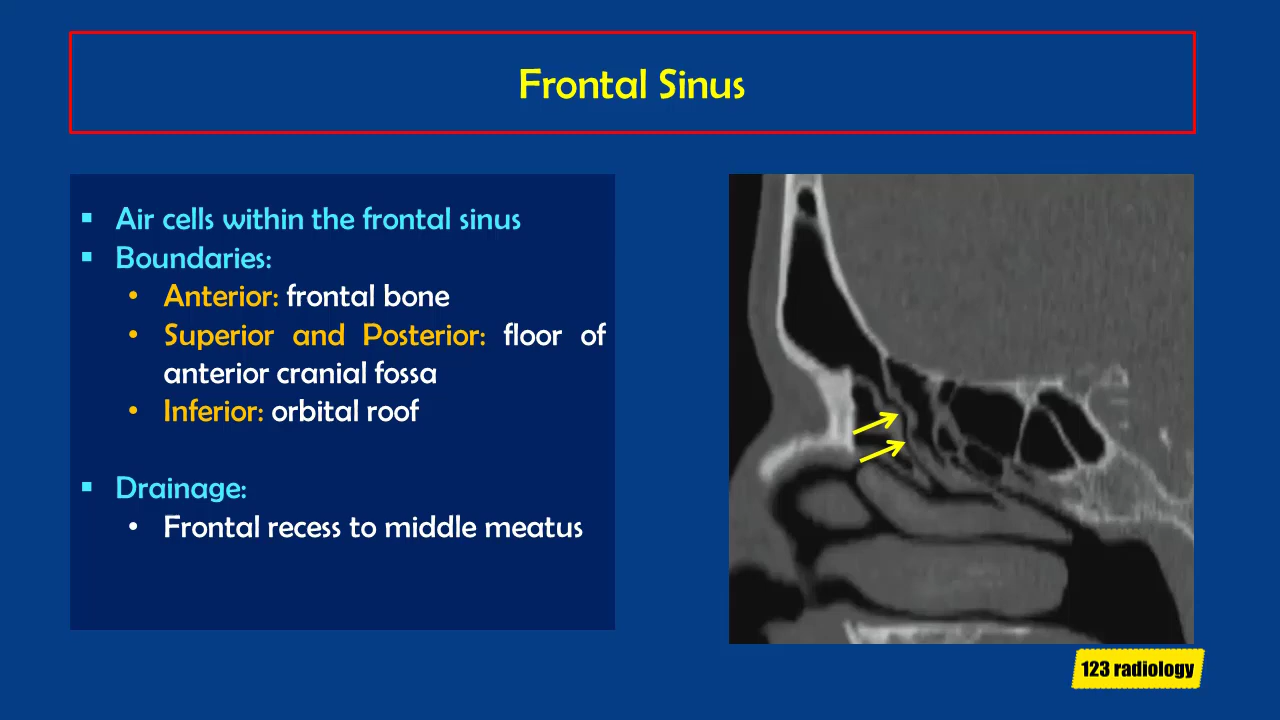 Frontal Sinus
▪ Air cells within the frontal sinus
▪ Boundaries:
• Anterior: frontal bone
• Superior and Posterior: floor of
anterior cranial fossa
• Inferior: orbital roof
▪ Drainage:
• Frontal recess to middle meatus
123 radiology